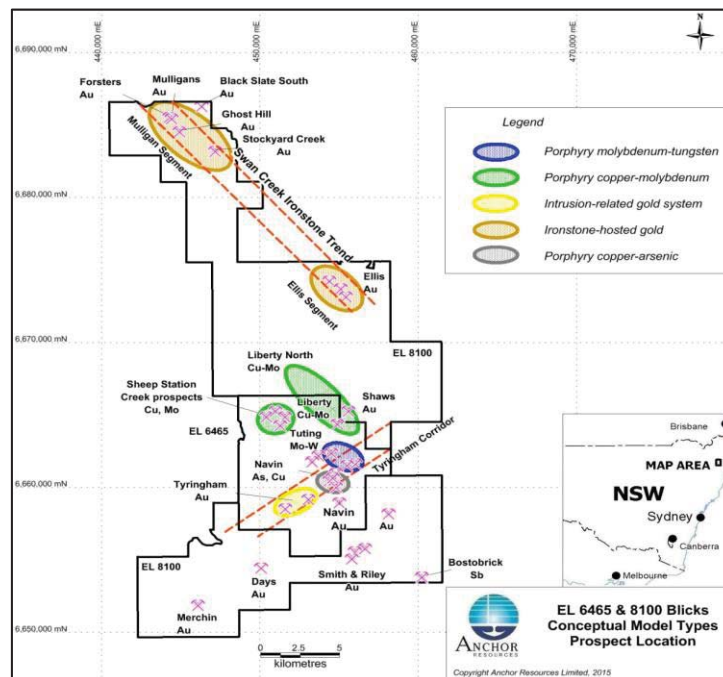 440,000 mE
450,000 mE
470,000 mE
N
6,690,000 mN
Forsters
Au
Mulligans
Au
Black Slate South
Au
Ghost Hill
Au
Stockyard Creek
Au
Mulligan Segment
Swan Creek Ironstone Trend
Legend
Porphyry molybdenum-tungsten
Porphyry copper-molybdenum
Intrusion-related gold system
Ironstone-hosted gold
Porphyry copper-arsenic
6,680,000 mN
Ellis Segment
Ellis
Au
6,670,000 mN
EL 8100
Liberty North
Cu-Mo
Sheep Station
Creek prospects
Cu, Mo
Liberty
Cu-Mo
Shaws
Au
EL 6465
Tuting
Mo-W
Tyringham Corridor
Navin
As, Cu
6,660,000 mN
Tyringham
Au
Navin
Au
Au
EL 8100
Days
Au
Smith & Riley
Au
Bostobrick
Sb
Merchin
Au
6,650,000 mN
0 2.5 5
kilometres
Brisbane
MAP AREA
NSW
Sydney
Canberra
Melbourne
ANCHOR
RESOURCES
EL 6465 & 8100 Blicks
Conceptual Model Types
Prospect Location
Copyright Anchor Resources Limited, 2015